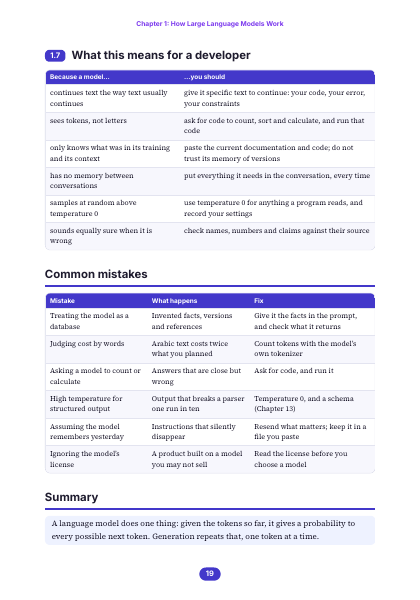 Chapter 1: How Large Language Models Work
1.7 What this means for a developer
Because a model… …you should
continues text the way text usually give it specific text to continue: your code, your error,
continues your constraints
sees tokens, not letters ask for code to count, sort and calculate, and run that
code
only knows what was in its training paste the current documentation and code; do not
and its context trust its memory of versions
has no memory between put everything it needs in the conversation, every time
conversations
samples at random above use temperature 0 for anything a program reads, and
temperature 0 record your settings
sounds equally sure when it is check names, numbers and claims against their source
wrong
Common mistakes
Mistake What happens Fix
Treating the model as a Invented facts, versions Give it the facts in the prompt,
database and references and check what it returns
Judging cost by words Arabic text costs twice Count tokens with the model's
what you planned own tokenizer
Asking a model to count or Answers that are close but Ask for code, and run it
calculate wrong
High temperature for Output that breaks a parser Temperature 0, and a schema
structured output one run in ten (Chapter 13)
Assuming the model Instructions that silently Resend what matters; keep it in a
remembers yesterday disappear file you paste
Ignoring the model's A product built on a model Read the license before you
license you may not sell choose a model
Summary
A language model does one thing: given the tokens so far, it gives a probability to
every possible next token. Generation repeats that, one token at a time.
19